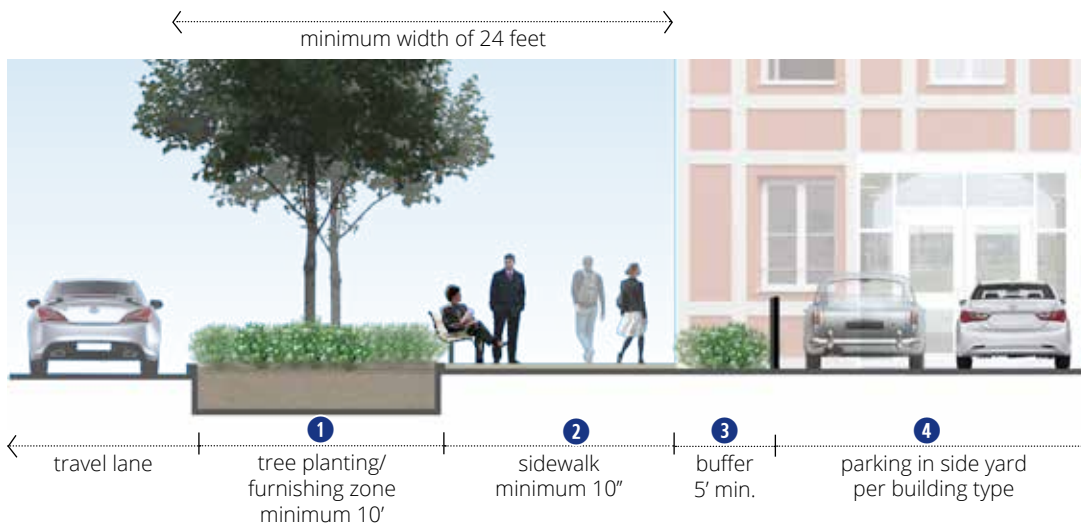 minimum width of 24 feet
1
2
3
4
travel lane
tree planting/
furnishing zone
minimum 10'
sidewalk
minimum 10"
buffer
5' min.
parking in side yard
per building type